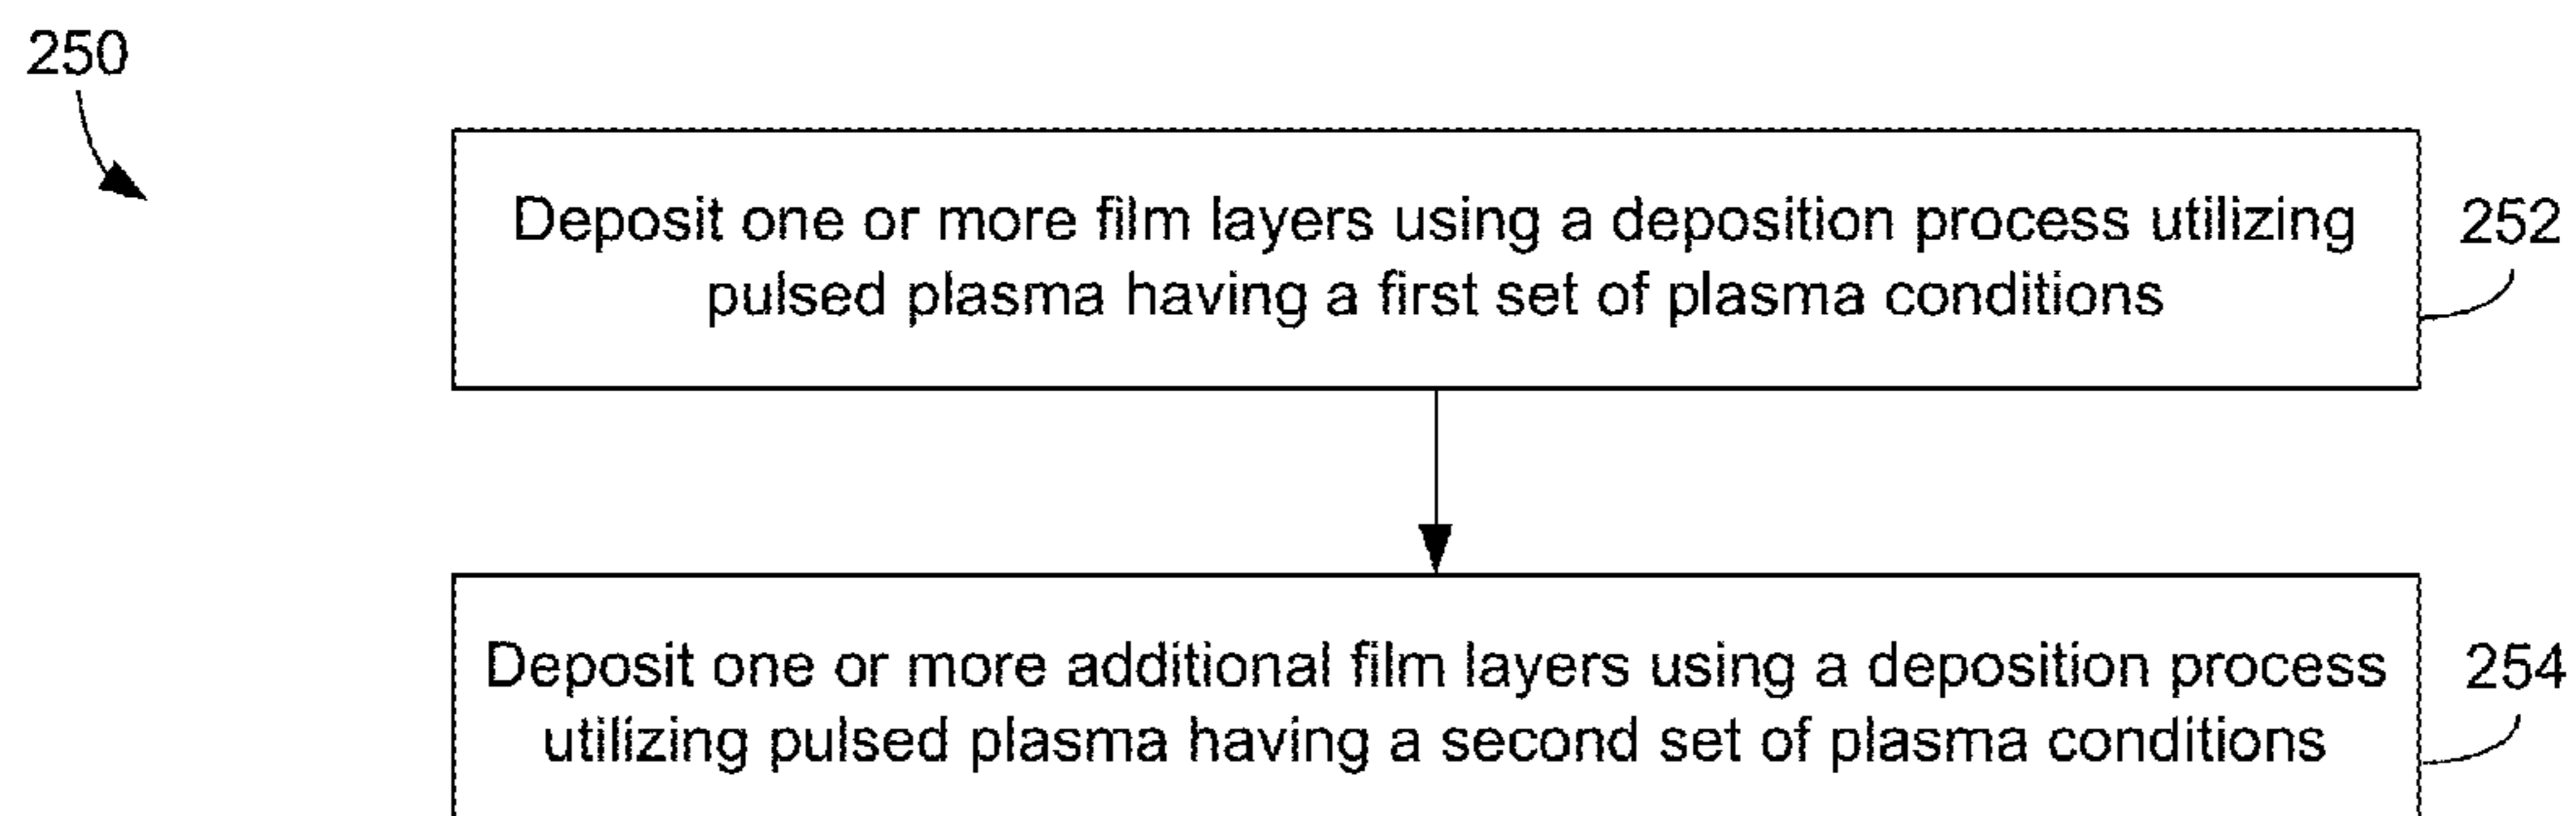 250
Deposit one or more film layers using a deposition process utilizing
pulsed plasma having a first set of plasma conditions
252
Deposit one or more additional film layers using a deposition process
utilizing pulsed plasma having a second set of plasma conditions
254